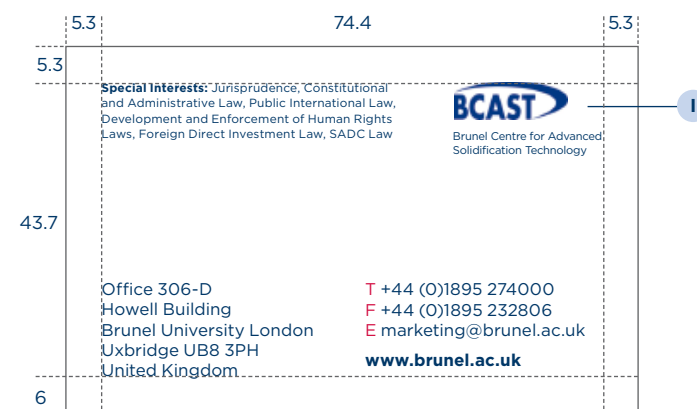 5.3 74.4 5.3
5.3
Special Interests: Jurisprudence, Constitutional
and Administrative Law, Public International Law,
Development and Enforcement of Human Rights
Laws, Foreign Direct Investment Law, SADC Law
BCAST
I
Brunel Centre for Advanced
Solidification Technology
43.7
Office 306-D
Howell Building
Brunel University London
Uxbridge UB8 3PH
United Kingdom
T +44 (0)1895 274000
F +44 (0)1895 232806
E marketing@brunel.ac.uk
www.brunel.ac.uk
6